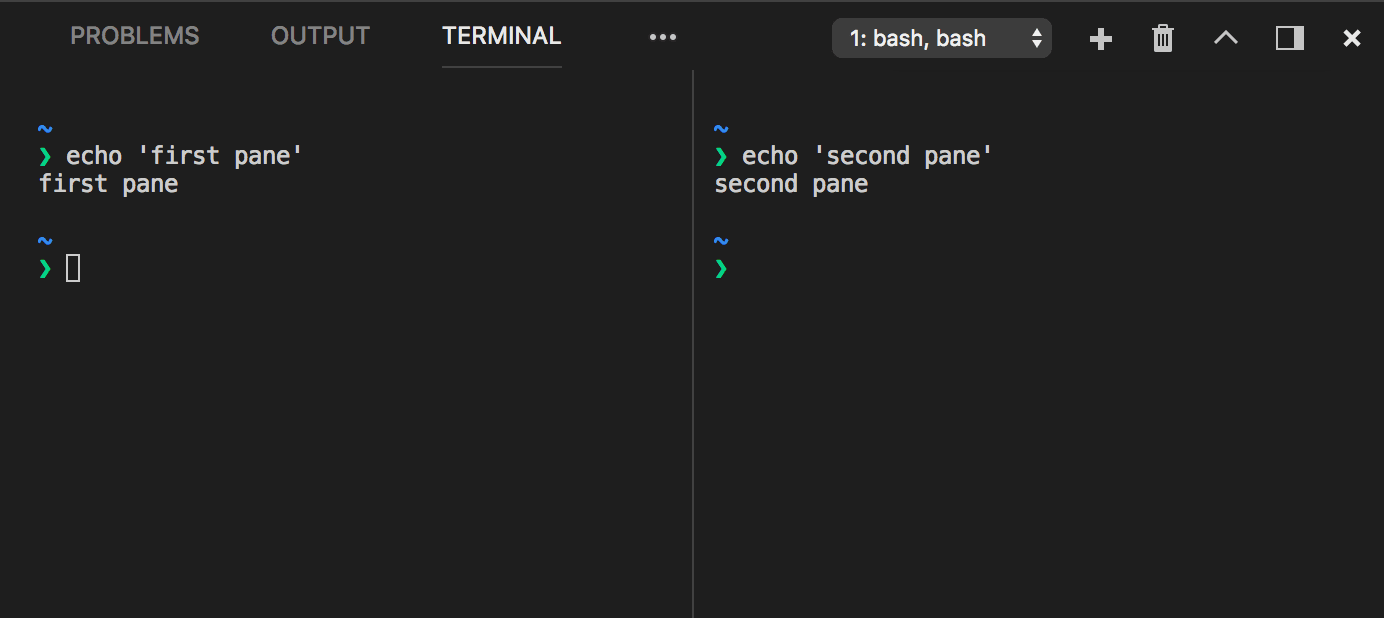 PROBLEMS OUTPUT TERMINAL ••• 1: bash, bash
~
❯ echo 'first pane'
first pane
~
❯
~
❯ echo 'second pane'
second pane
~
❯